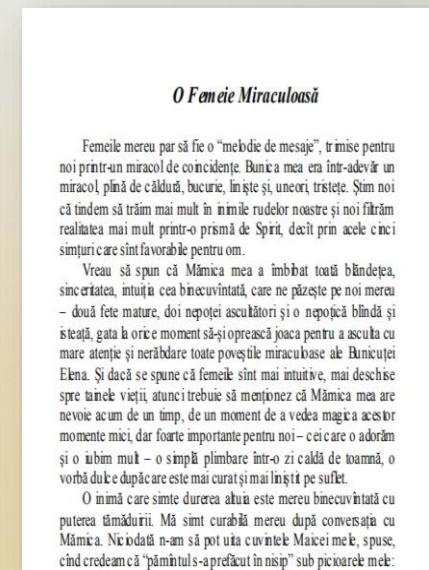 O Femeie Miraculoasă
Femeile mereu par să fie o “melodie de mesaje”, trimise pentru
noi printr-un miracol de coincidențe. Bunica mea era într-adevăr un
miracol, plină de căldură, bucurie, liniște și, uneori, tristețe. Știm noi
că tindem să trăim mai mult în inimile rudelor noastre și noi filtrăm
realitatea mai mult printr-o prismă de Spirit, decît prin acele cinci
simțuri care sînt favorabile pentru om.
Vreau să spun că Mămica mea a îmbibat toată blîndețea,
sinceritatea, intuiția cea binecuvîntată, care ne păzește pe noi mereu
– două fete mature, doi nepoței ascultători și o nepoțică blîndă și
isteață, gata la orice moment să-și oprească joaca pentru a asculta cu
mare atenție și nerăbdare toate poveștile miraculoase ale Bunicuței
Elena. Și dacă se spune că femeile sînt mai intuitive, mai deschise
spre tainele vieții, atunci trebuie să menționez că Mămica mea are
nevoie acum de un timp, de un moment de a vedea magica acestor
momente mici, dar foarte importante pentru noi – cei care o adorăm
și o iubim mult – o simplă plimbare într-o zi caldă de toamnă, o
vorbă dulce după care este mai curat și mai liniștit pe suflet.
O inimă care simte durerea altuia este mereu binecuvîntată cu
puterea tămăduirii. Mă simt curabilă mereu după conversația cu
Mămica. Niciodată n-am să pot uita cuvintele Maicei mele, spuse,
cînd credeam că “pămîntul s-a prefăcut în nisip” sub picioarele mele: